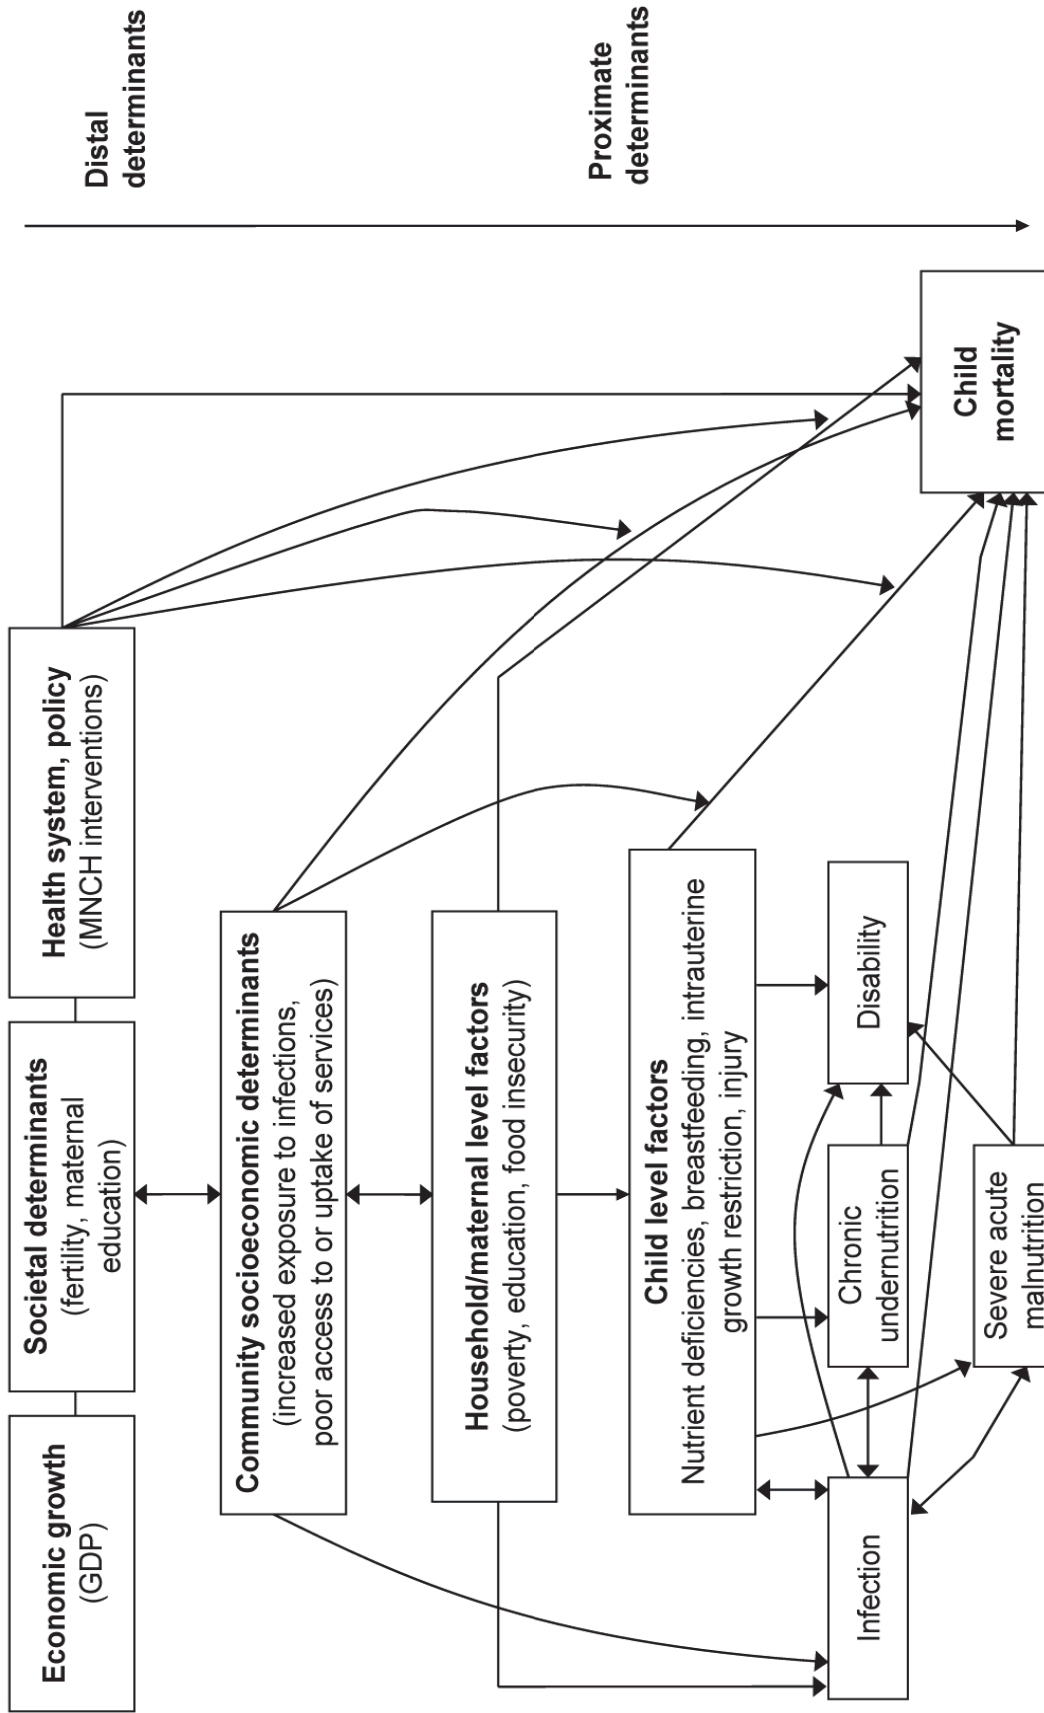 Economic growth
(GDP)
Societal determinants
(fertility, maternal
education)
Health system, policy
(MNCH interventions)
Distal
determinants
Community socioeconomic determinants
(increased exposure to infections,
poor access to or uptake of services)
Household/maternal level factors
(poverty, education, food insecurity)
Proximate
determinants
Child level factors
Nutrient deficiencies, breastfeeding, intrauterine
growth restriction, injury
Infection
Chronic
undernutrition
Disability
Severe acute
malnutrition
Child
mortality